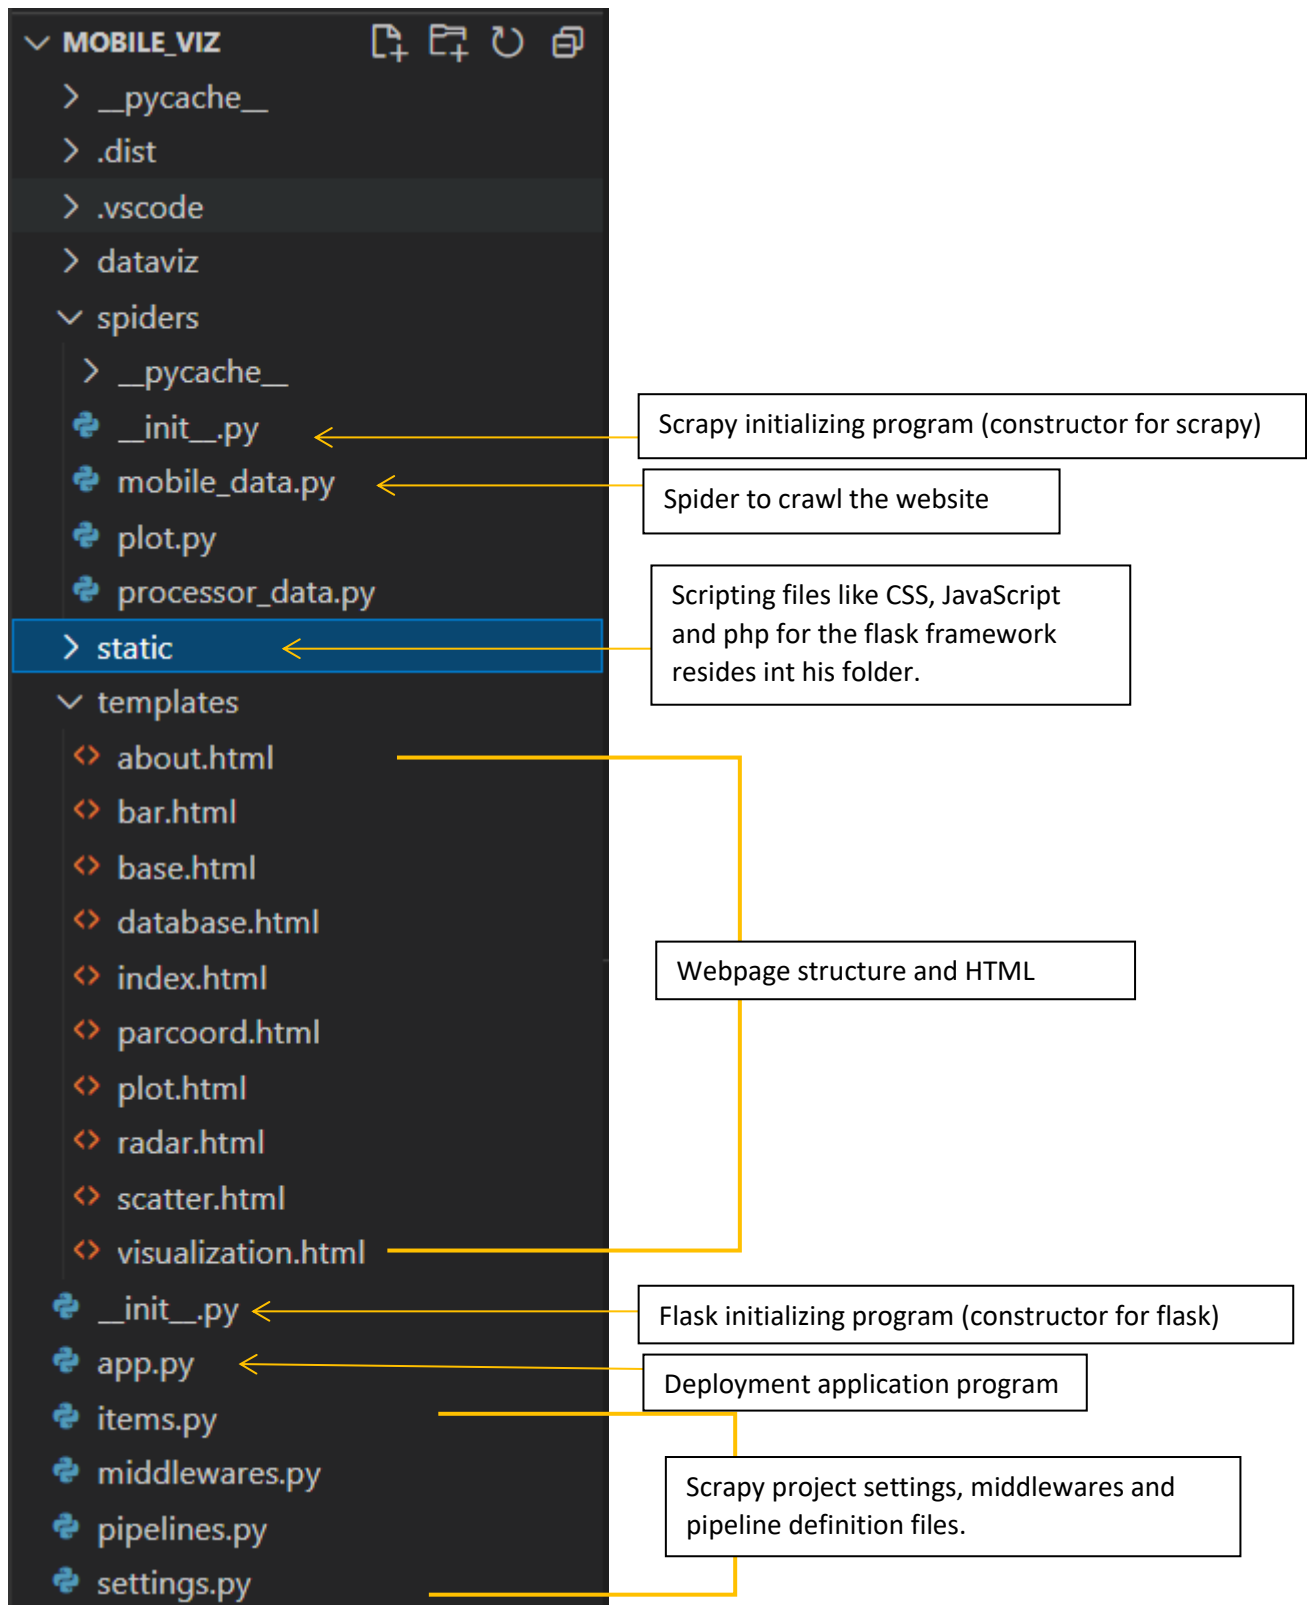 MOBILE_VIZ
__pycache__
.dist
.vscode
dataviz
spiders
__pycache__
__init__.py
Scrapy initializing program (constructor for scrapy)
mobile_data.py
Spider to crawl the website
plot.py
processor_data.py
Scripting files like CSS, JavaScript
and php for the flask framework
resides int his folder.
static
templates
about.html
bar.html
base.html
database.html
index.html
Webpage structure and HTML
parcoord.html
plot.html
radar.html
scatter.html
visualization.html
__init__.py
Flask initializing program (constructor for flask)
app.py
Deployment application program
items.py
middlewares.py
Scrapy project settings, middlewares and
pipeline definition files.
pipelines.py
settings.py